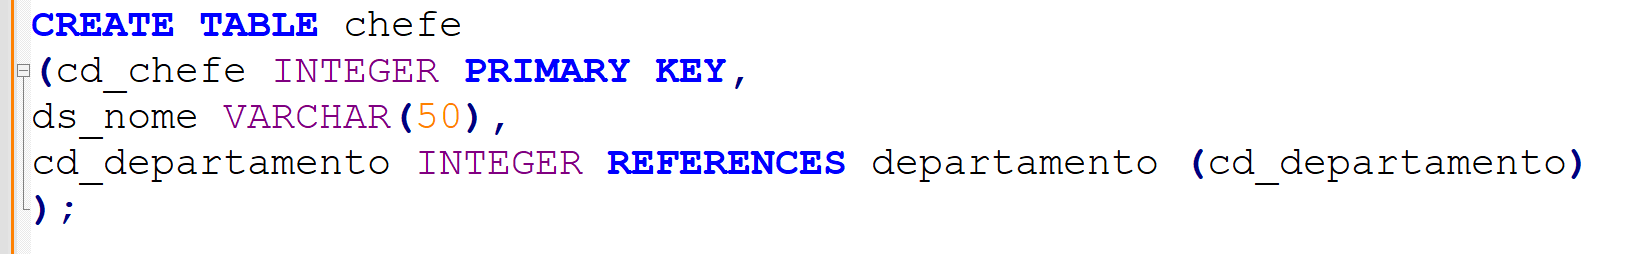 CREATE TABLE chefe
(cd_chefe INTEGER PRIMARY KEY,
ds_nome VARCHAR(50),
cd_departamento INTEGER REFERENCES departamento (cd_departamento)
);